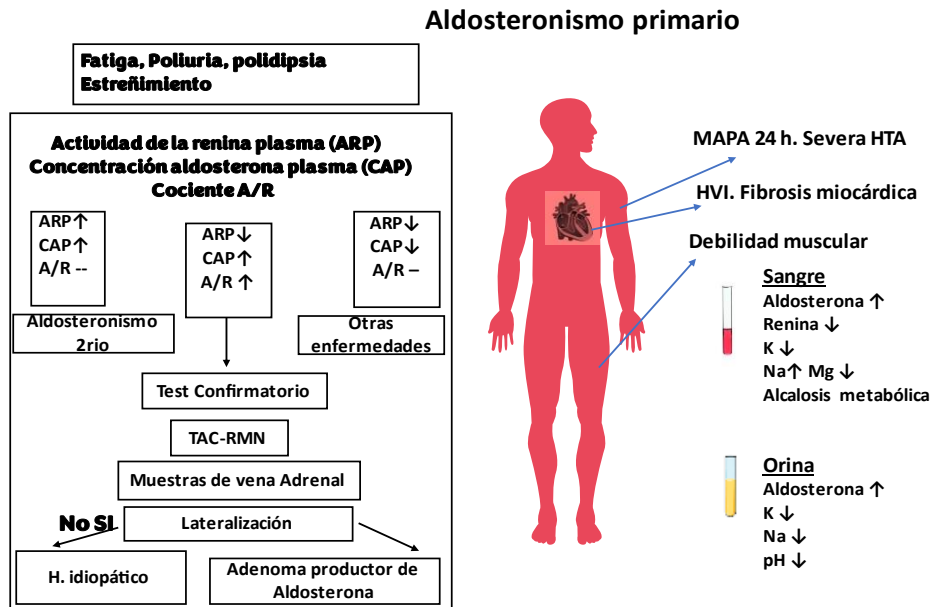 Aldosteronismo primario
Fatiga, Poliuria, polidipsia
Estreñimiento
Actividad de la renina plasma (ARP)
Concentración aldosterona plasma (CAP)
Cociente A/R
ARP↑
CAP↑
A/R --
ARP↓
CAP↑
A/R ↑
ARP↓
CAP↓
A/R –
Aldosteronismo
2rio
Otras
enfermedades
Test Confirmatorio
TAC-RMN
Muestras de vena Adrenal
No SI
Lateralización
H. idiopático
Adenoma productor de
Aldosterona
MAPA 24 h. Severa HTA
HVI. Fibrosis miocárdica
Debilidad muscular
Sangre
Aldosterona ↑
Renina ↓
K ↓
Na↑ Mg ↓
Alcalosis metabólica
Orina
Aldosterona ↑
K ↓
Na ↓
pH ↓